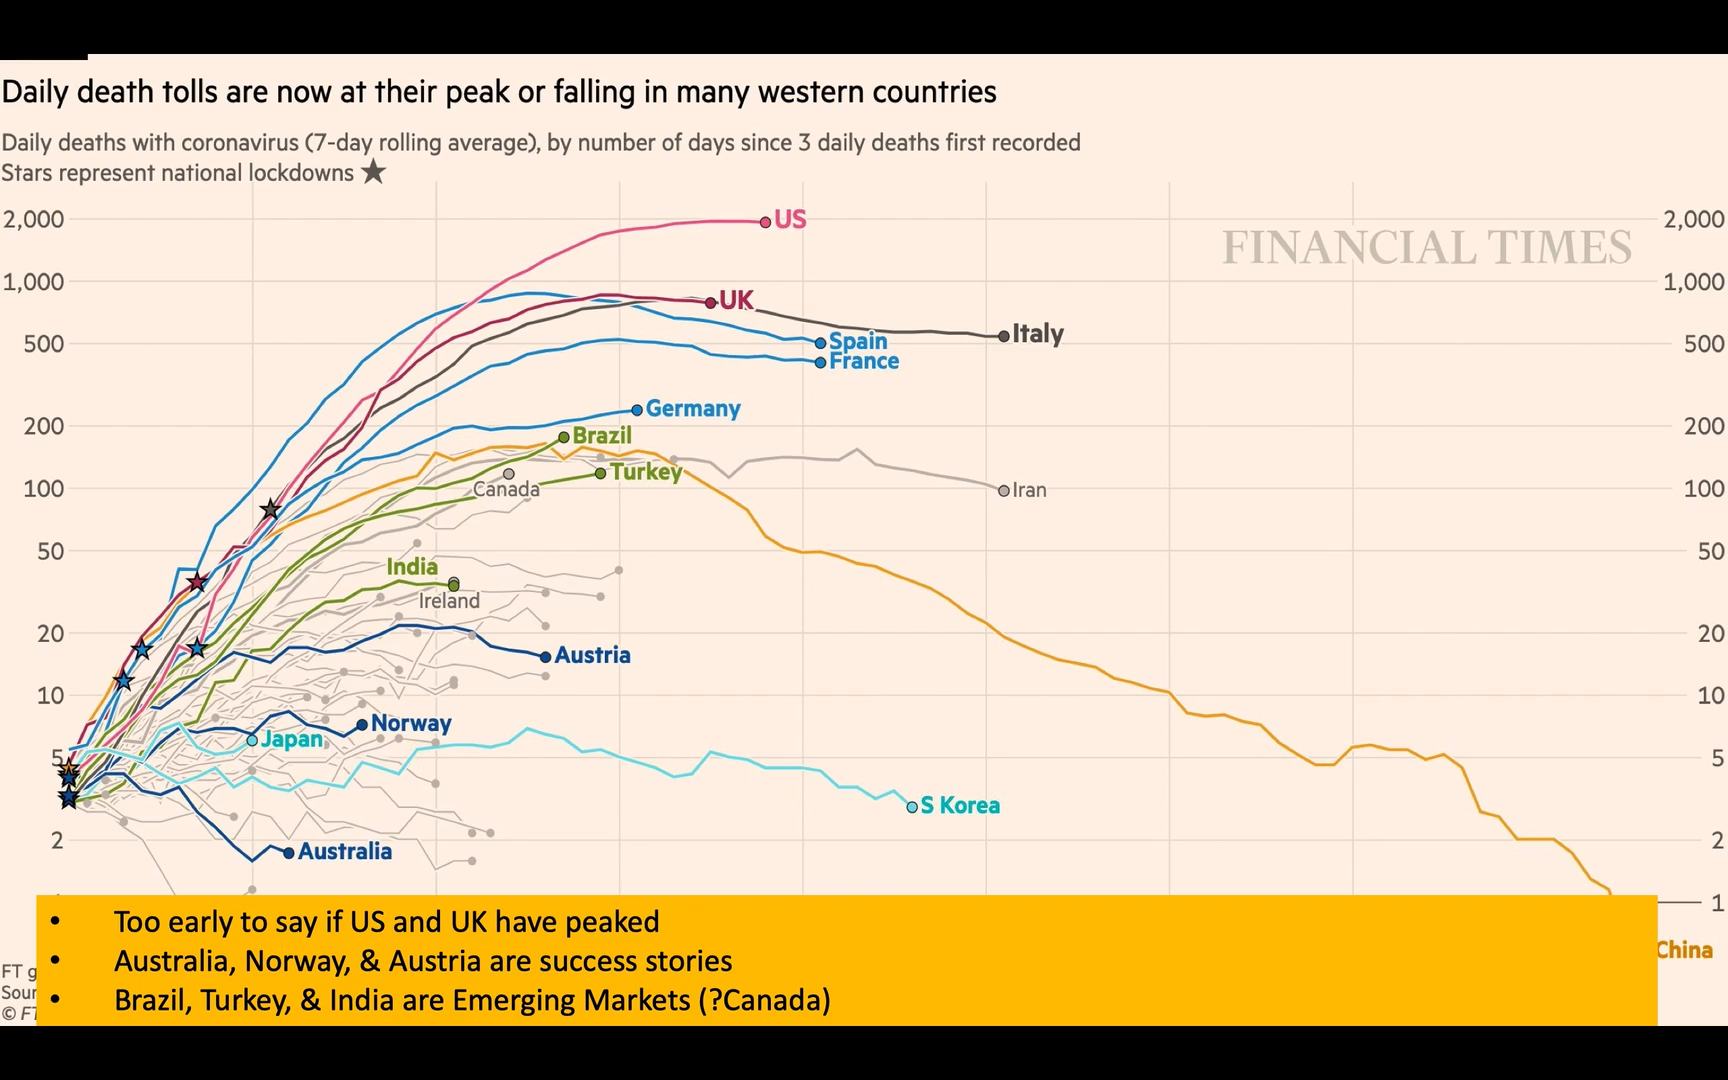 Daily death tolls are now at their peak or falling in many western countries
Daily deaths with coronavirus (7-day rolling average), by number of days since 3 daily deaths first recorded
Stars represent national lockdowns ★
2,000
US
2,000
FINANCIAL TIMES
1,000
UK
1,000
Italy
500
Spain
500
France
Germany
200
Brazil
200
Turkey
100
Canada
Iran
100
50
India
50
Ireland
20
20
Austria
10
10
Norway
Japan
5
5
S Korea
2
Australia
2
1
• Too early to say if US and UK have peaked
China
• Australia, Norway, & Austria are success stories
FT g
Sour
• Brazil, Turkey, & India are Emerging Markets (?Canada)
© FT